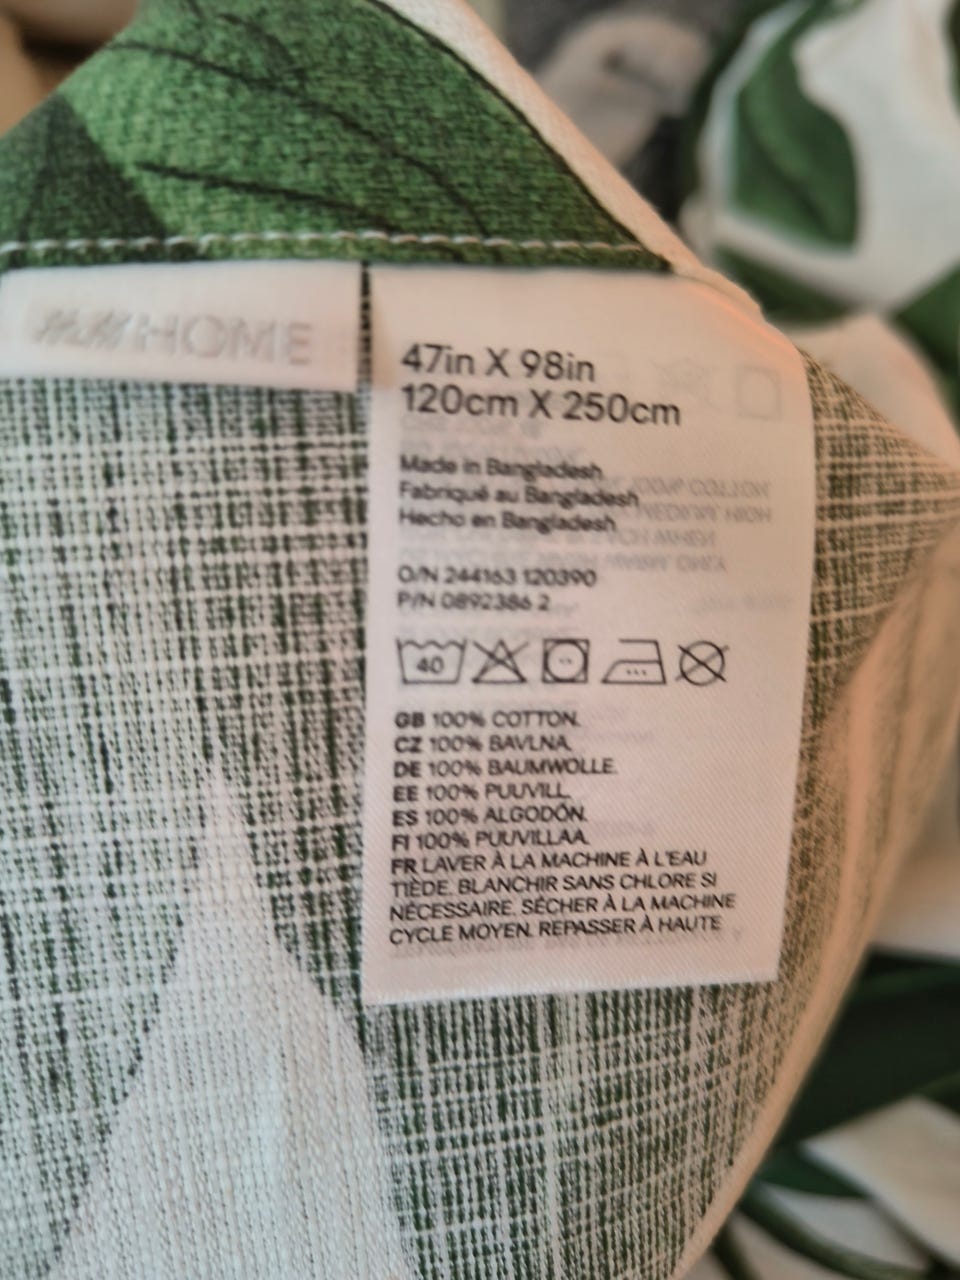 H&M HOME
47in X 98in
120cm X 250cm
Made in Bangladesh
Fabriqué au Bangladesh
Hecho en Bangladesh
O/N 244163 120390
P/N 0892386 2
40
GB 100% COTTON.
CZ 100% BAVLNA.
DE 100% BAUMWOLLE.
EE 100% PUUVILL.
ES 100% ALGODÓN.
FI 100% PUUVILLAA.
FR LAVER À LA MACHINE À L'EAU
TIÈDE. BLANCHIR SANS CHLORE SI
NÉCESSAIRE. SÉCHER À LA MACHINE
CYCLE MOYEN. REPASSER À HAUTE